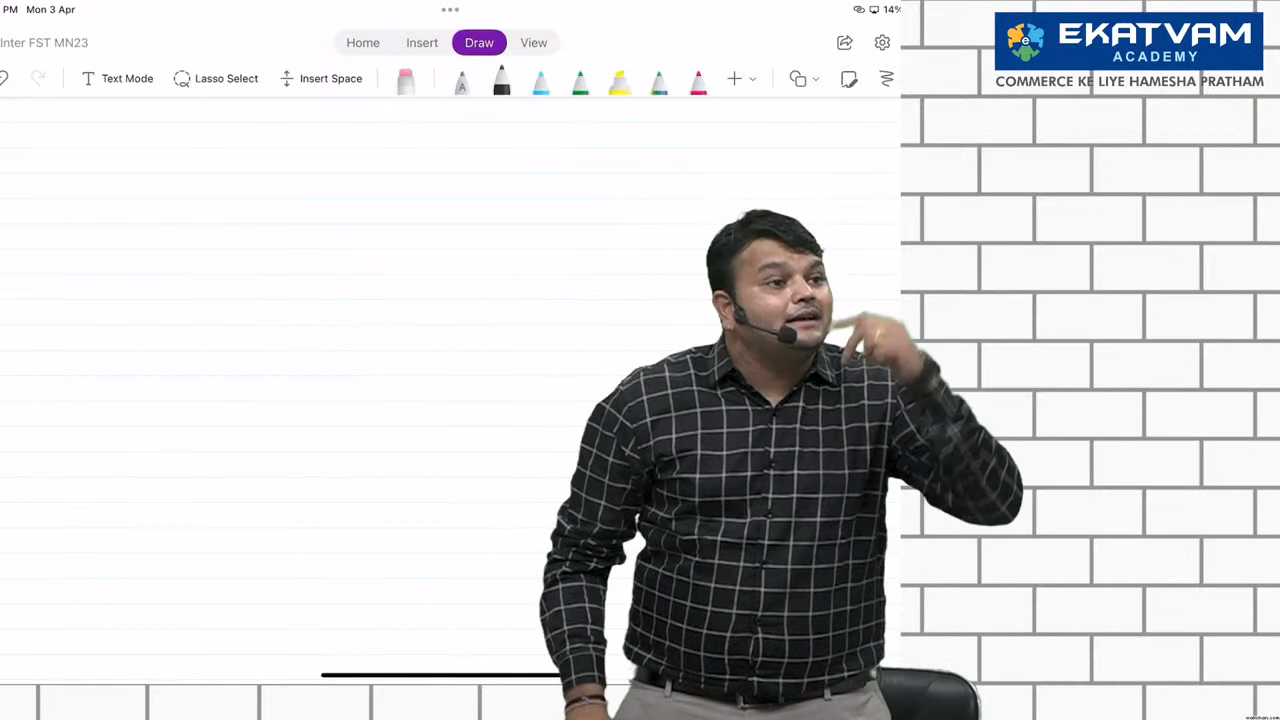 PM Mon 3 Apr
14%
Inter FST MN23
Home Insert Draw View
Text Mode Lasso Select Insert Space
EKATVAM
ACADEMY
COMMERCE KE LIYE HAMESHA PRATHAM